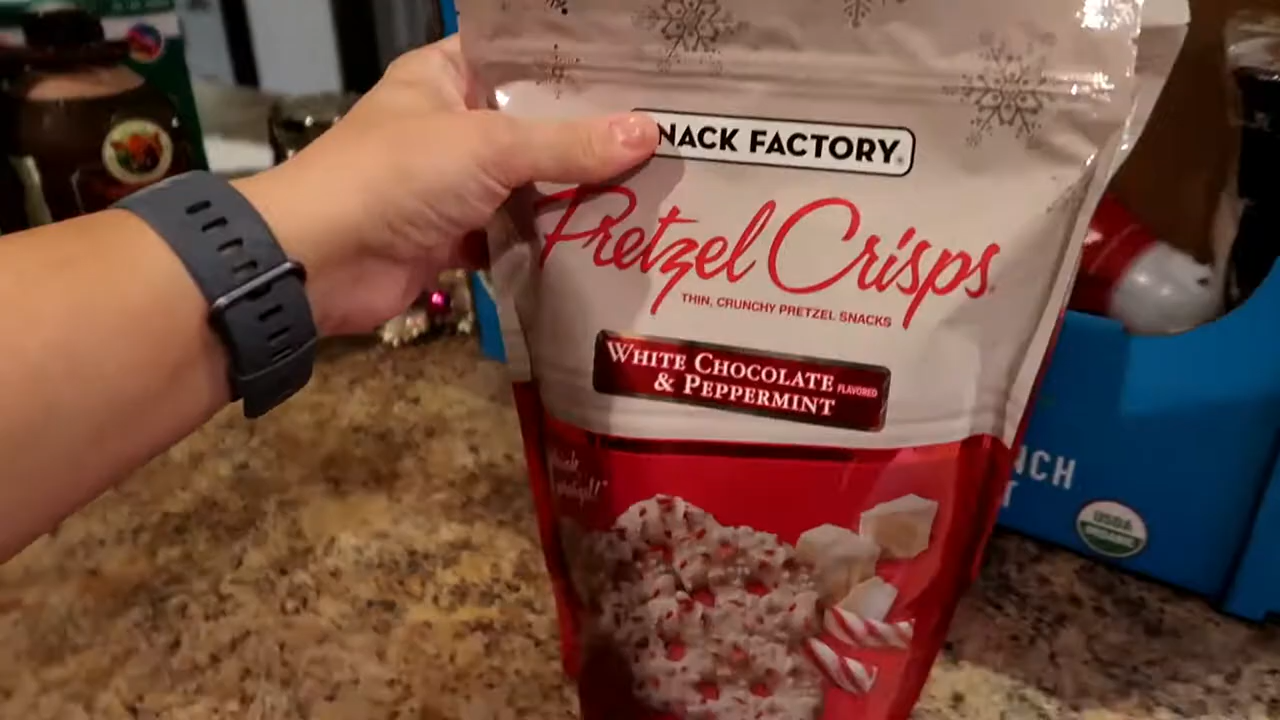 NACK FACTORY
Pretzel Crisps
THIN, CRUNCHY PRETZEL SNACKS
WHITE CHOCOLATE FLAVORED
& PEPPERMINT
NCH
T
USDA
ORGANIC